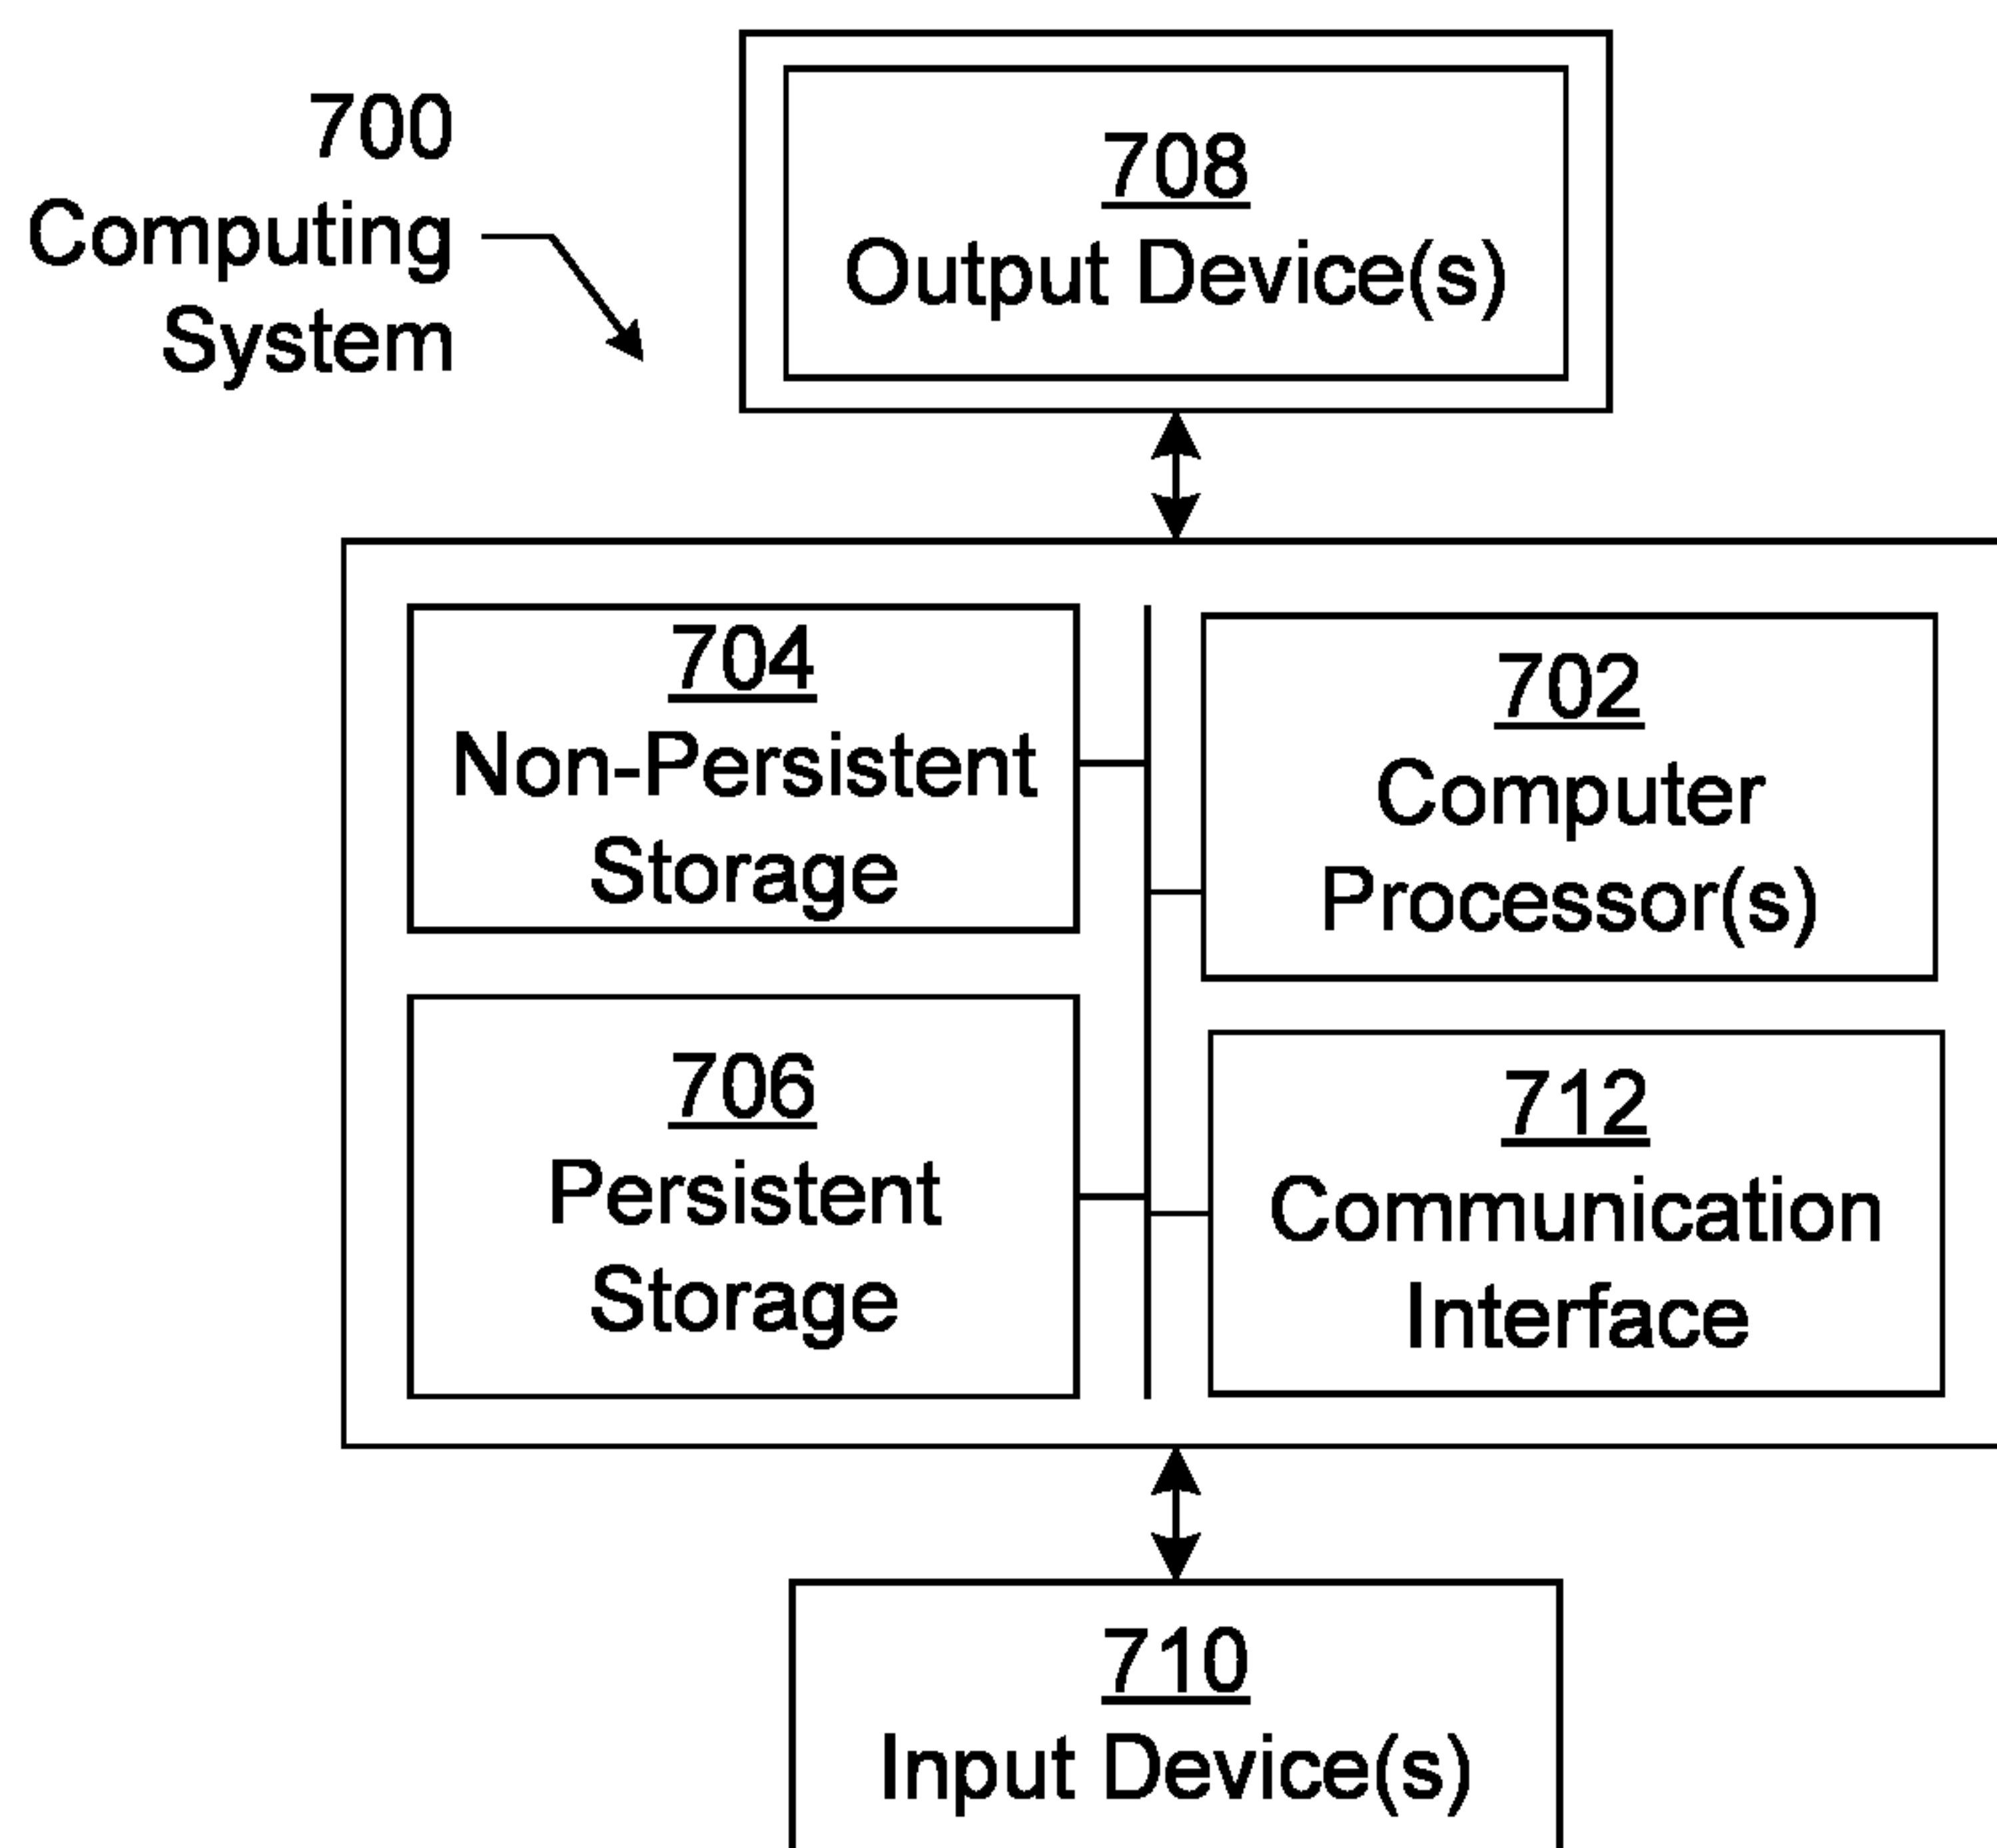 700
Computing
System
708
Output Device(s)
704
Non-Persistent
Storage
702
Computer
Processor(s)
706
Persistent
Storage
712
Communication
Interface
710
Input Device(s)